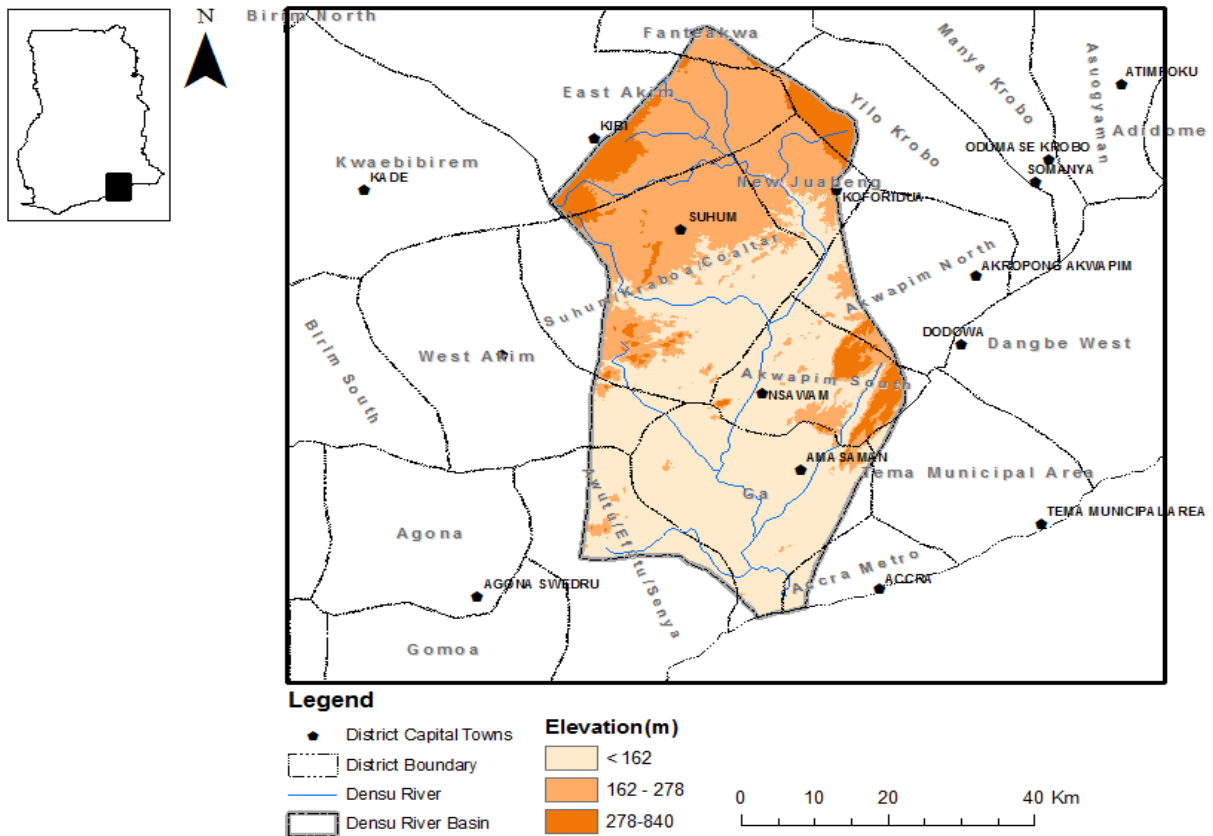 Birim North
N
Fanteakwa
Manya Krobo
Asuogyaman
ATIMPOKU
East Akim
Yilo Krobo
Adidome
KIBI
ODUMASE KROBO
Kwaebibirem
KADE
SOMANYA
New Juabeng
KOFORIDUA
SUHUM
Suhum/Kraboa/Coaltar
Akwapim North
AKROPONG AKWAPIM
Birim South
West Akim
DODOWA
Dangbe West
Akwapim South
NSAWAM
AMASAMAN
Tema Municipal Area
Ga
Awutu/Efutu/Senya
TEMA MUNICIPAL AREA
Agona
Accra Metro
ACCRA
AGONA SWEDRU
Gomoa
Legend
District Capital Towns
District Boundary
Densu River
Densu River Basin
Elevation(m)
< 162
162 - 278
278-840
0 10 20 40 Km